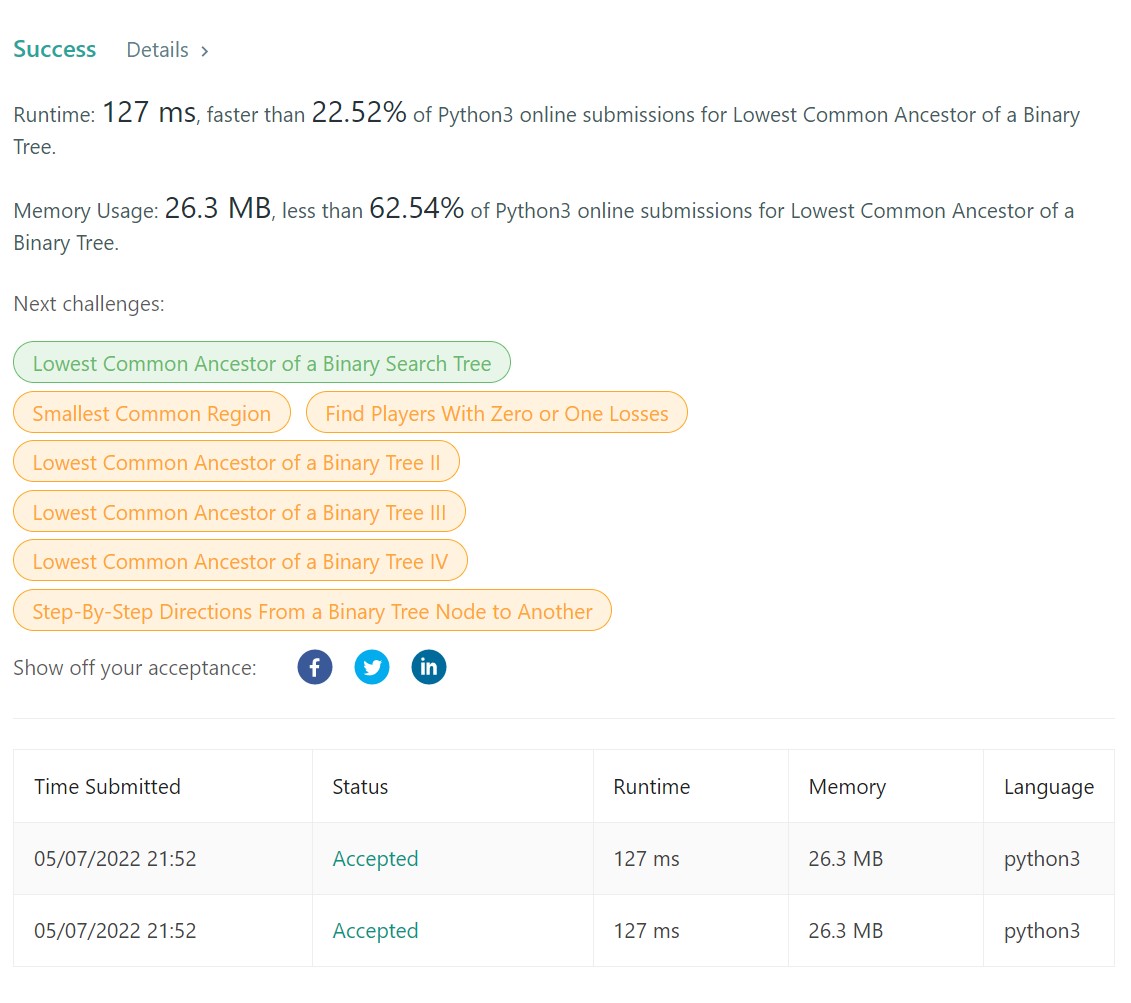 Success Details >
Runtime: 127 ms, faster than 22.52% of Python3 online submissions for Lowest Common Ancestor of a Binary
Tree.
Memory Usage: 26.3 MB, less than 62.54% of Python3 online submissions for Lowest Common Ancestor of a
Binary Tree.
Next challenges:
Lowest Common Ancestor of a Binary Search Tree
Smallest Common Region Find Players With Zero or One Losses
Lowest Common Ancestor of a Binary Tree II
Lowest Common Ancestor of a Binary Tree III
Lowest Common Ancestor of a Binary Tree IV
Step-By-Step Directions From a Binary Tree Node to Another
Show off your acceptance: f in
Time Submitted Status Runtime Memory Language
05/07/2022 21:52 Accepted 127 ms 26.3 MB python3
05/07/2022 21:52 Accepted 127 ms 26.3 MB python3